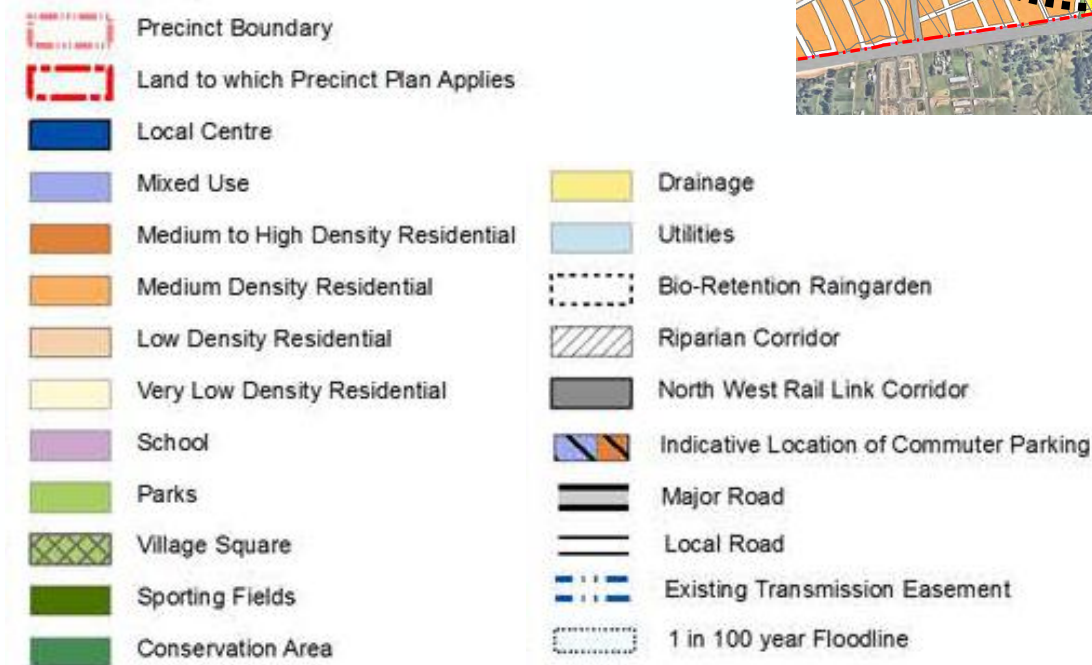 Precinct Boundary
Land to which Precinct Plan Applies
Local Centre
Mixed Use
Medium to High Density Residential
Medium Density Residential
Low Density Residential
Very Low Density Residential
School
Parks
Village Square
Sporting Fields
Conservation Area
Drainage
Utilities
Bio-Retention Raingarden
Riparian Corridor
North West Rail Link Corridor
Indicative Location of Commuter Parking
Major Road
Local Road
Existing Transmission Easement
1 in 100 year Floodline